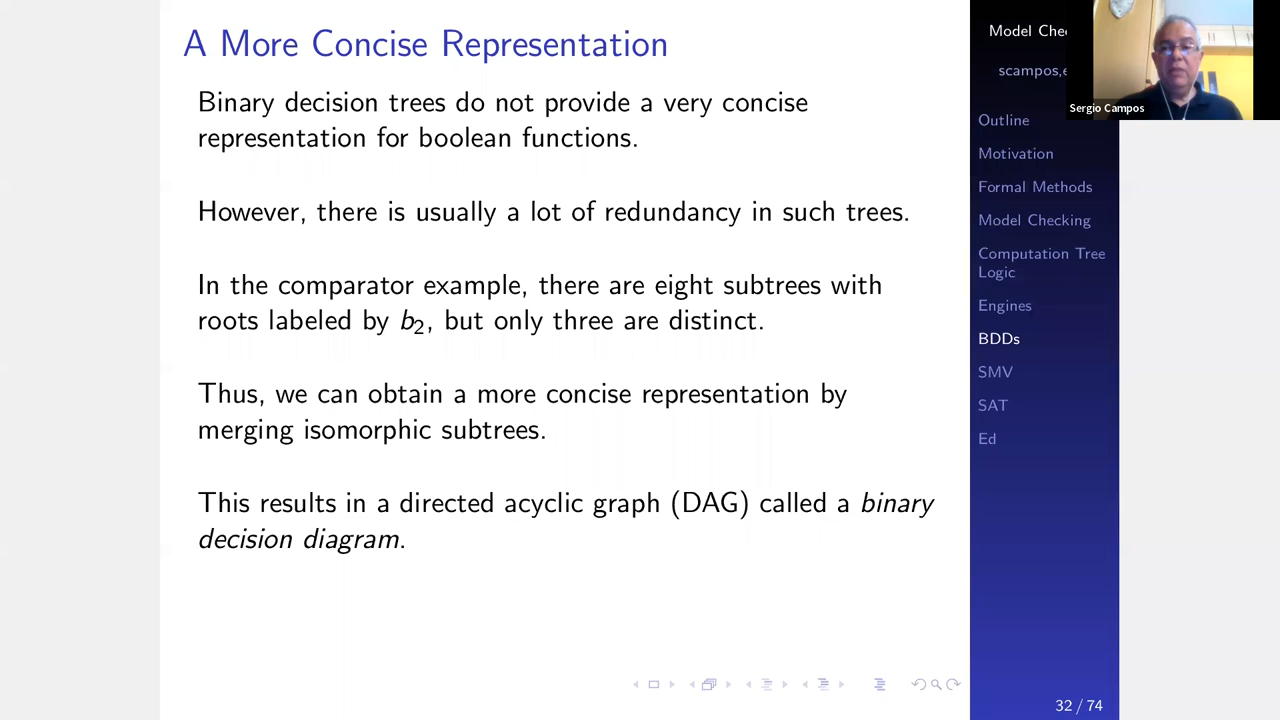 A More Concise Representation
Binary decision trees do not provide a very concise
representation for boolean functions.
However, there is usually a lot of redundancy in such trees.
In the comparator example, there are eight subtrees with
roots labeled by b₂, but only three are distinct.
Thus, we can obtain a more concise representation by
merging isomorphic subtrees.
This results in a directed acyclic graph (DAG) called a binary
decision diagram.
Model Che
scampos,e
Sergio Campos
Outline
Motivation
Formal Methods
Model Checking
Computation Tree
Logic
Engines
BDDs
SMV
SAT
Ed
32 / 74